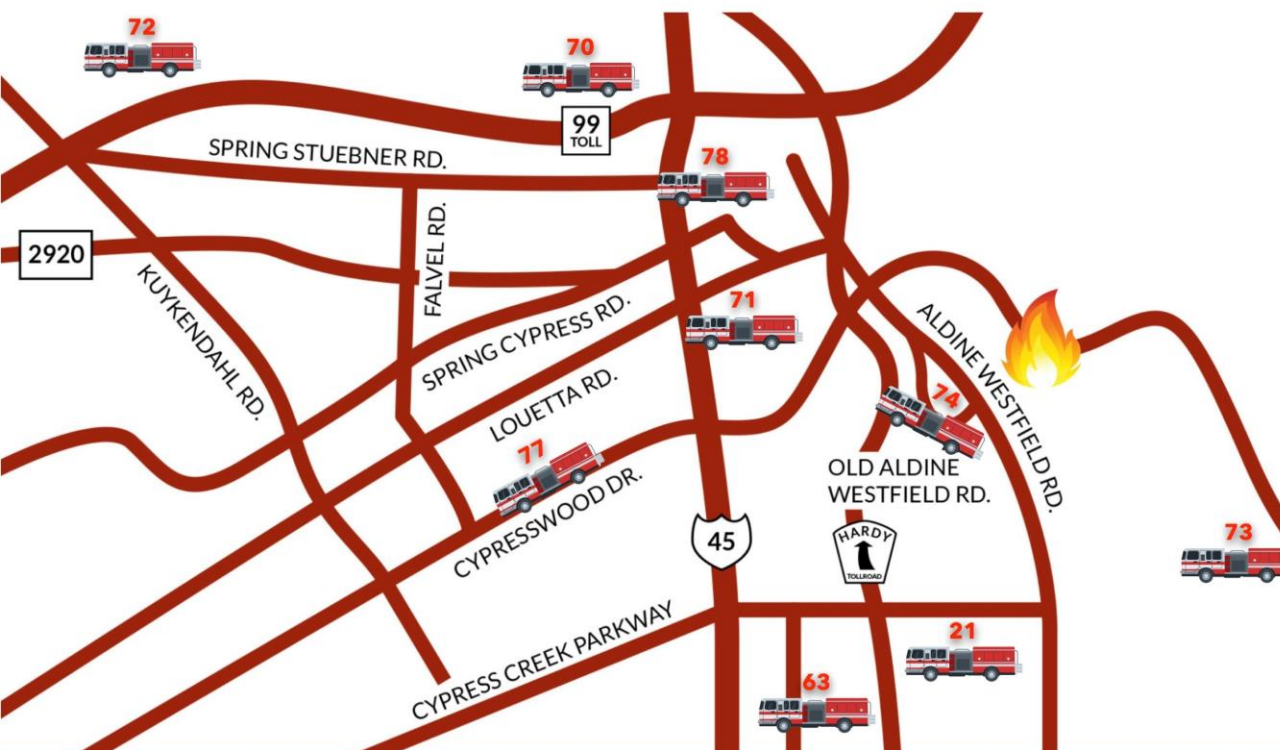 72
70
99
TOLL
SPRING STUEBNER RD.
78
2920
FALVEL RD.
KUYKENDAHL RD.
71
SPRING CYPRESS RD.
ALDINE WESTFIELD RD.
LOUETTA RD.
74
77
CYPRESSWOOD DR.
OLD ALDINE
WESTFIELD RD.
45
HARDY
TOLLROAD
73
CYPRESS CREEK PARKWAY
21
63